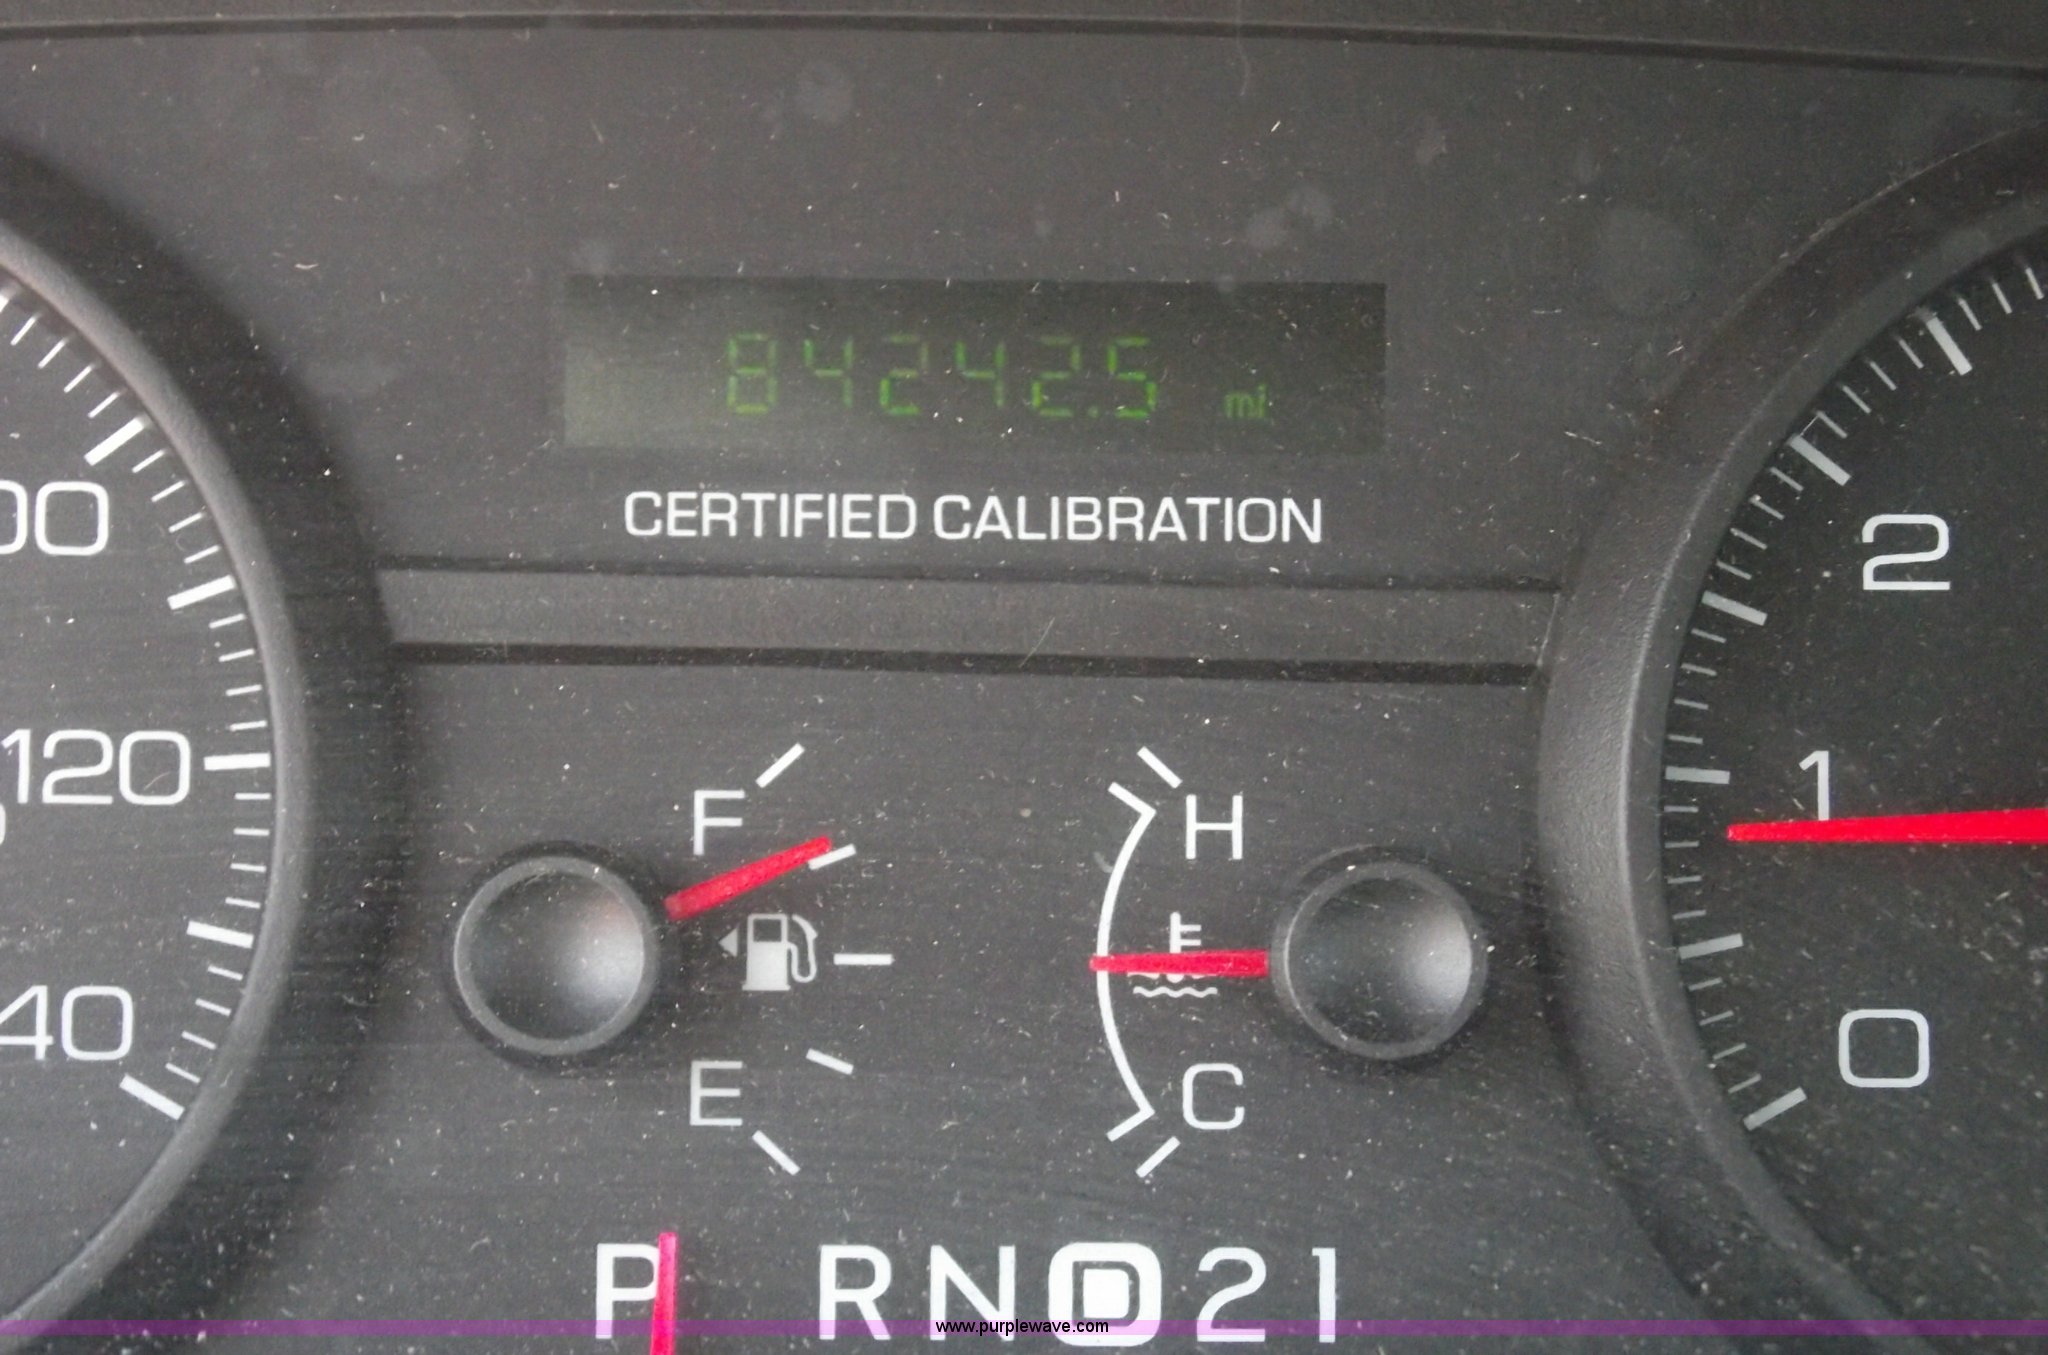 84242.5 mi
CERTIFIED CALIBRATION
00
2
120
1
F
H
40
0
E
C
P R N D 2 1
www.purplewave.com